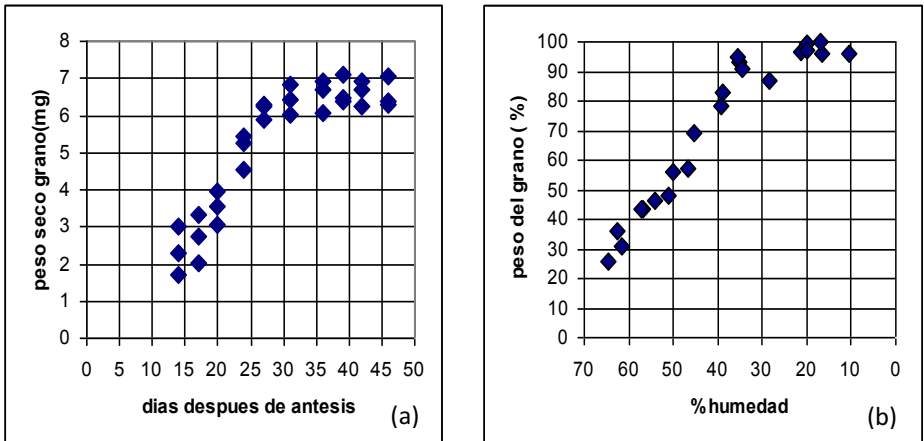 peso seco grano(mg)
8
7
6
5
4
3
2
1
0
0 5 10 15 20 25 30 35 40 45 50
dias despues de antesis
(a)
peso del grano ( %)
100
90
80
70
60
50
40
30
20
10
0
70 60 50 40 30 20 10 0
%humedad
(b)